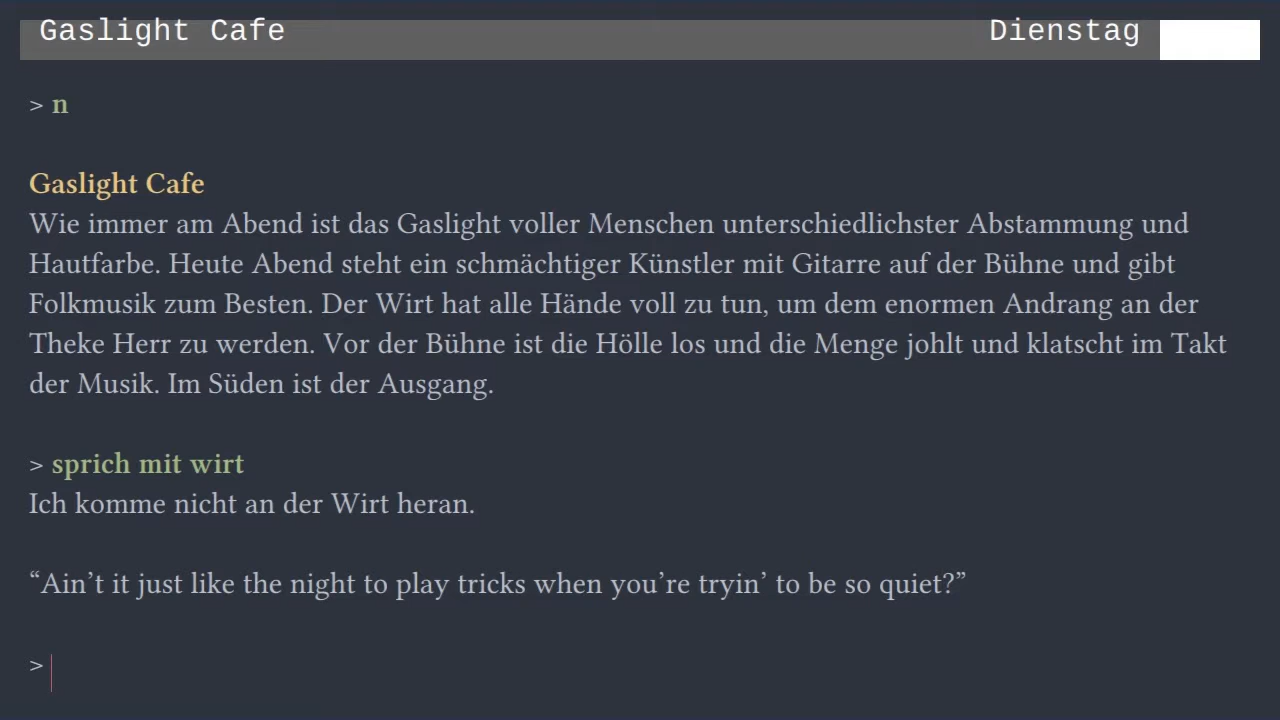 Gaslight Cafe Dienstag
> n
Gaslight Cafe
Wie immer am Abend ist das Gaslight voller Menschen unterschiedlichster Abstammung und
Hautfarbe. Heute Abend steht ein schmächtiger Künstler mit Gitarre auf der Bühne und gibt
Folkmusik zum Besten. Der Wirt hat alle Hände voll zu tun, um dem enormen Andrang an der
Theke Herr zu werden. Vor der Bühne ist die Hölle los und die Menge johlt und klatscht im Takt
der Musik. Im Süden ist der Ausgang.
> sprich mit wirt
Ich komme nicht an der Wirt heran.
“Ain’t it just like the night to play tricks when you’re tryin’ to be so quiet?”
>